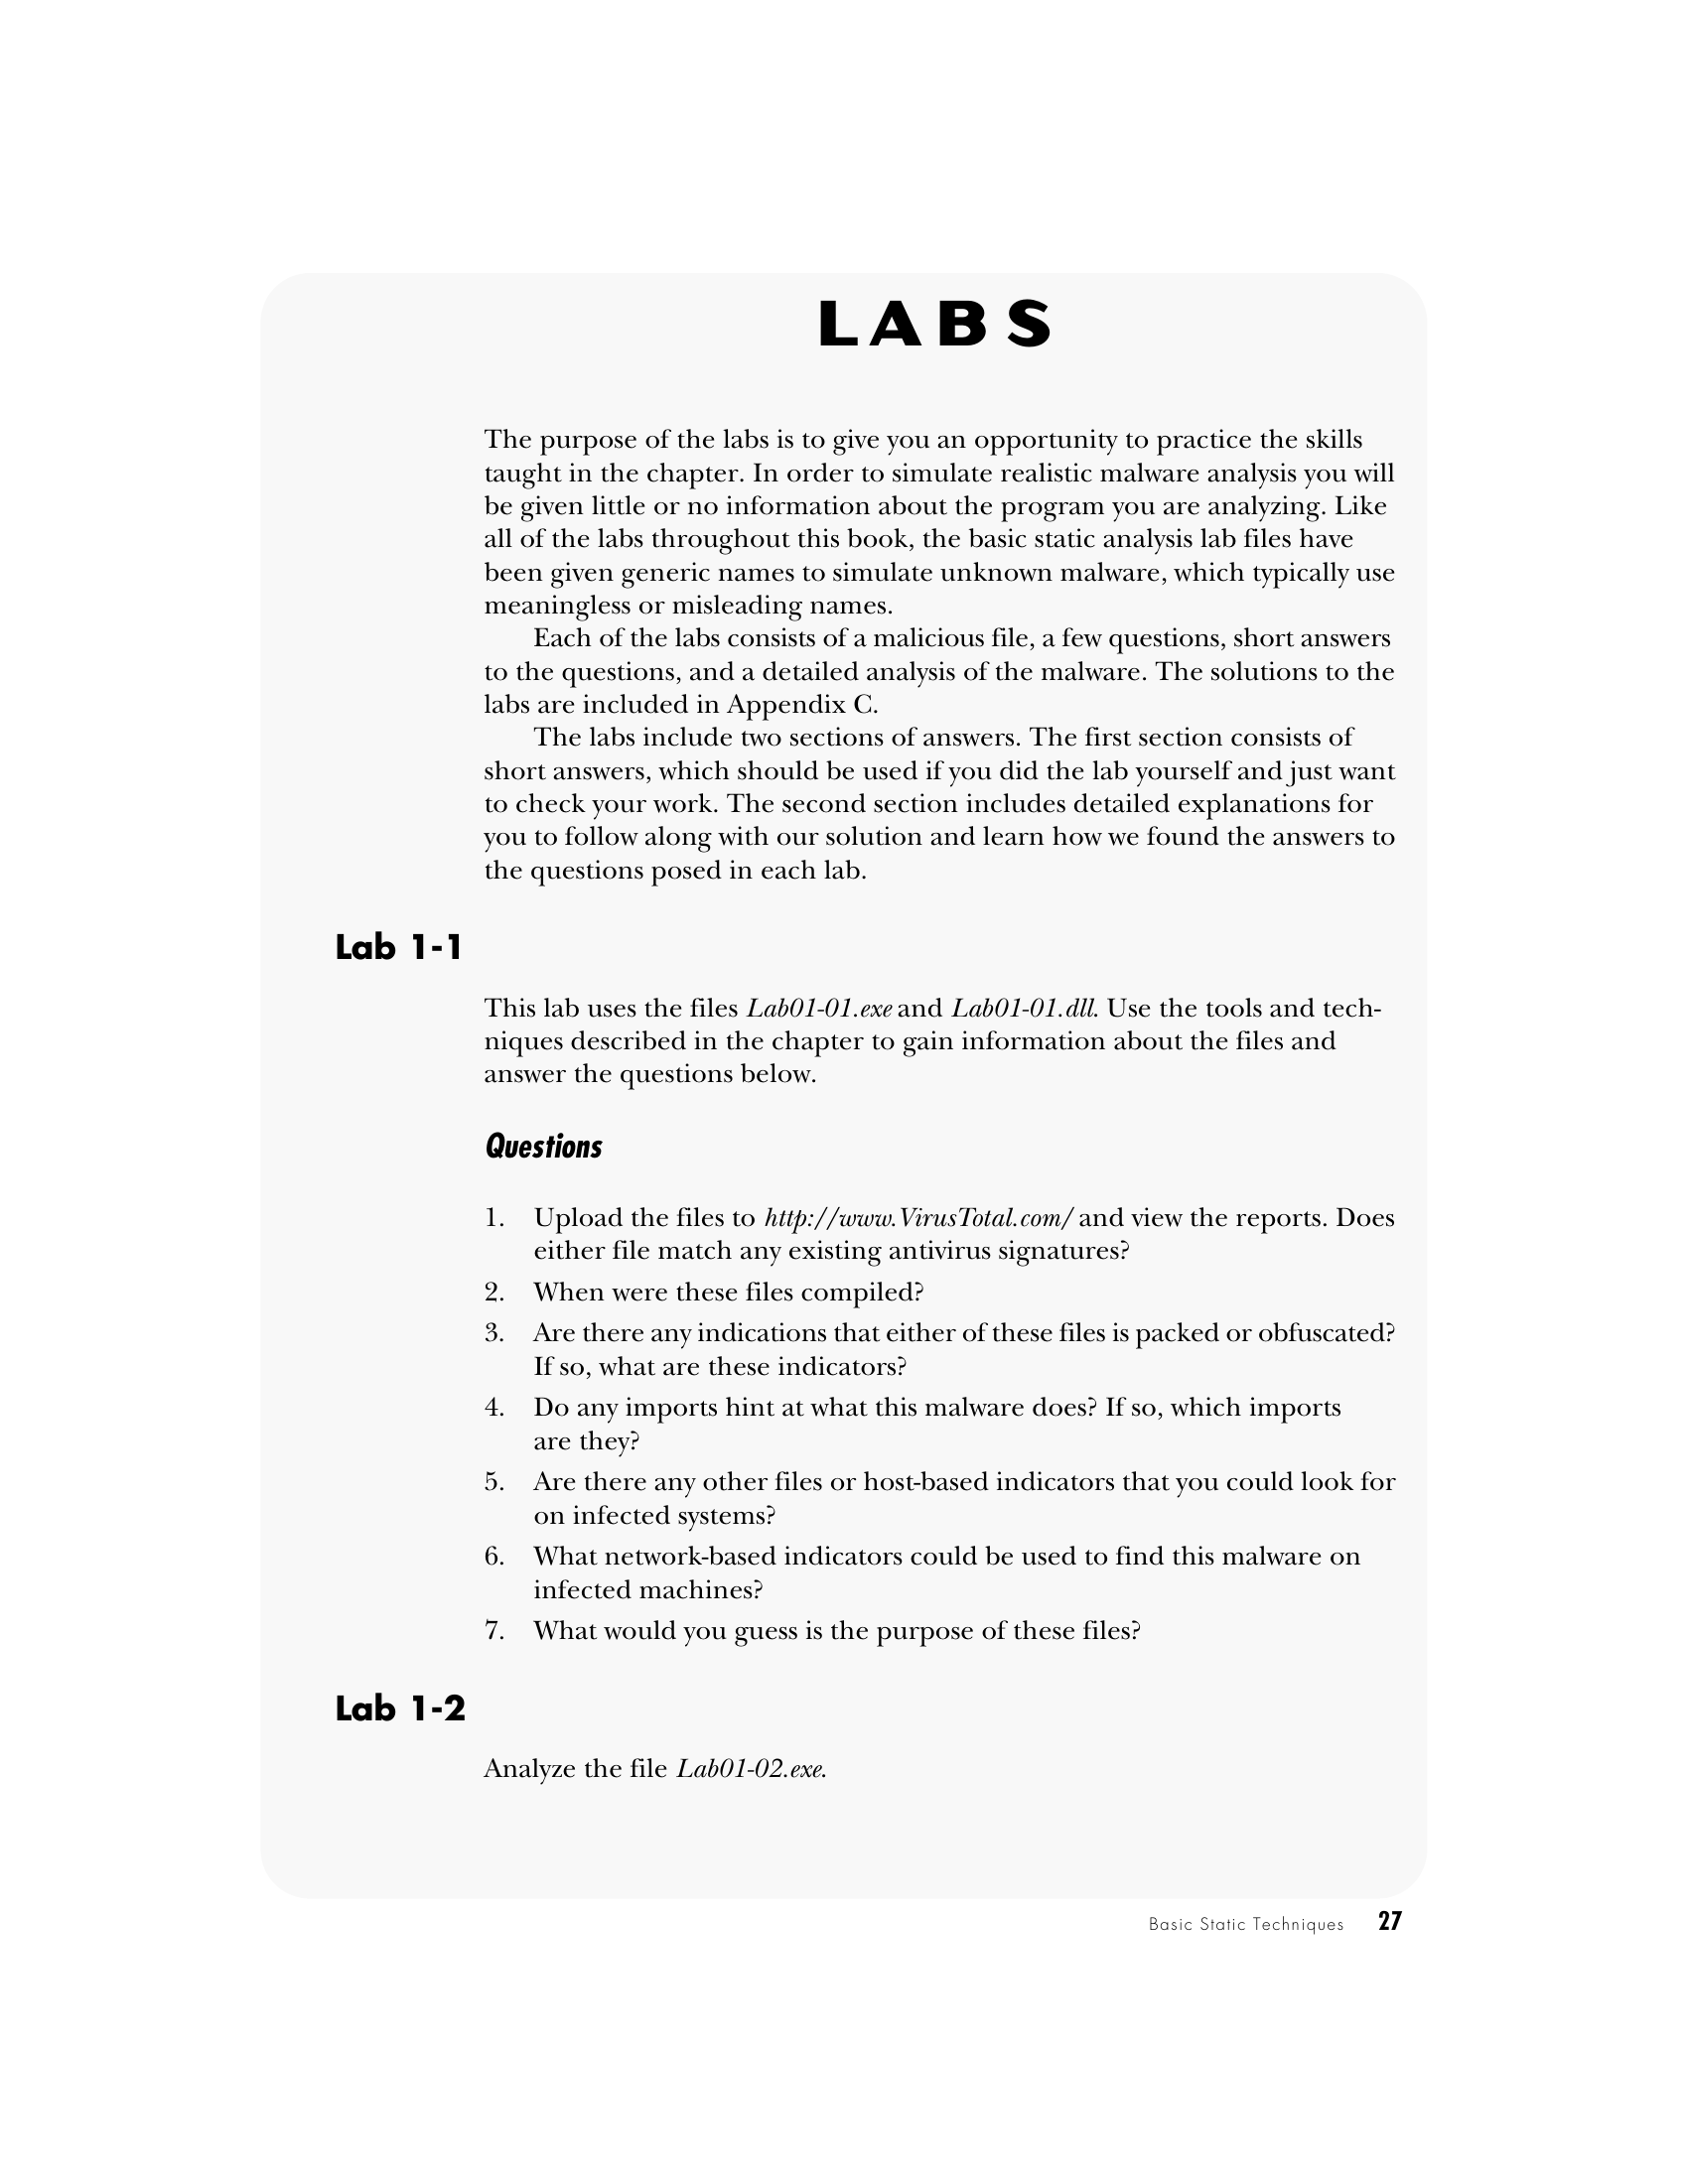 LABS
The purpose of the labs is to give you an opportunity to practice the skills
taught in the chapter. In order to simulate realistic malware analysis you will
be given little or no information about the program you are analyzing. Like
all of the labs throughout this book, the basic static analysis lab files have
been given generic names to simulate unknown malware, which typically use
meaningless or misleading names.
Each of the labs consists of a malicious file, a few questions, short answers
to the questions, and a detailed analysis of the malware. The solutions to the
labs are included in Appendix C.
The labs include two sections of answers. The first section consists of
short answers, which should be used if you did the lab yourself and just want
to check your work. The second section includes detailed explanations for
you to follow along with our solution and learn how we found the answers to
the questions posed in each lab.
Lab 1-1
This lab uses the files Lab01-01.exe and Lab01-01.dll. Use the tools and tech-
niques described in the chapter to gain information about the files and
answer the questions below.
Questions
1. Upload the files to http://www.VirusTotal.com/ and view the reports. Does
either file match any existing antivirus signatures?
2. When were these files compiled?
3. Are there any indications that either of these files is packed or obfuscated?
If so, what are these indicators?
4. Do any imports hint at what this malware does? If so, which imports
are they?
5. Are there any other files or host-based indicators that you could look for
on infected systems?
6. What network-based indicators could be used to find this malware on
infected machines?
7. What would you guess is the purpose of these files?
Lab 1-2
Analyze the file Lab01-02.exe.
Basic Static Techniques 27